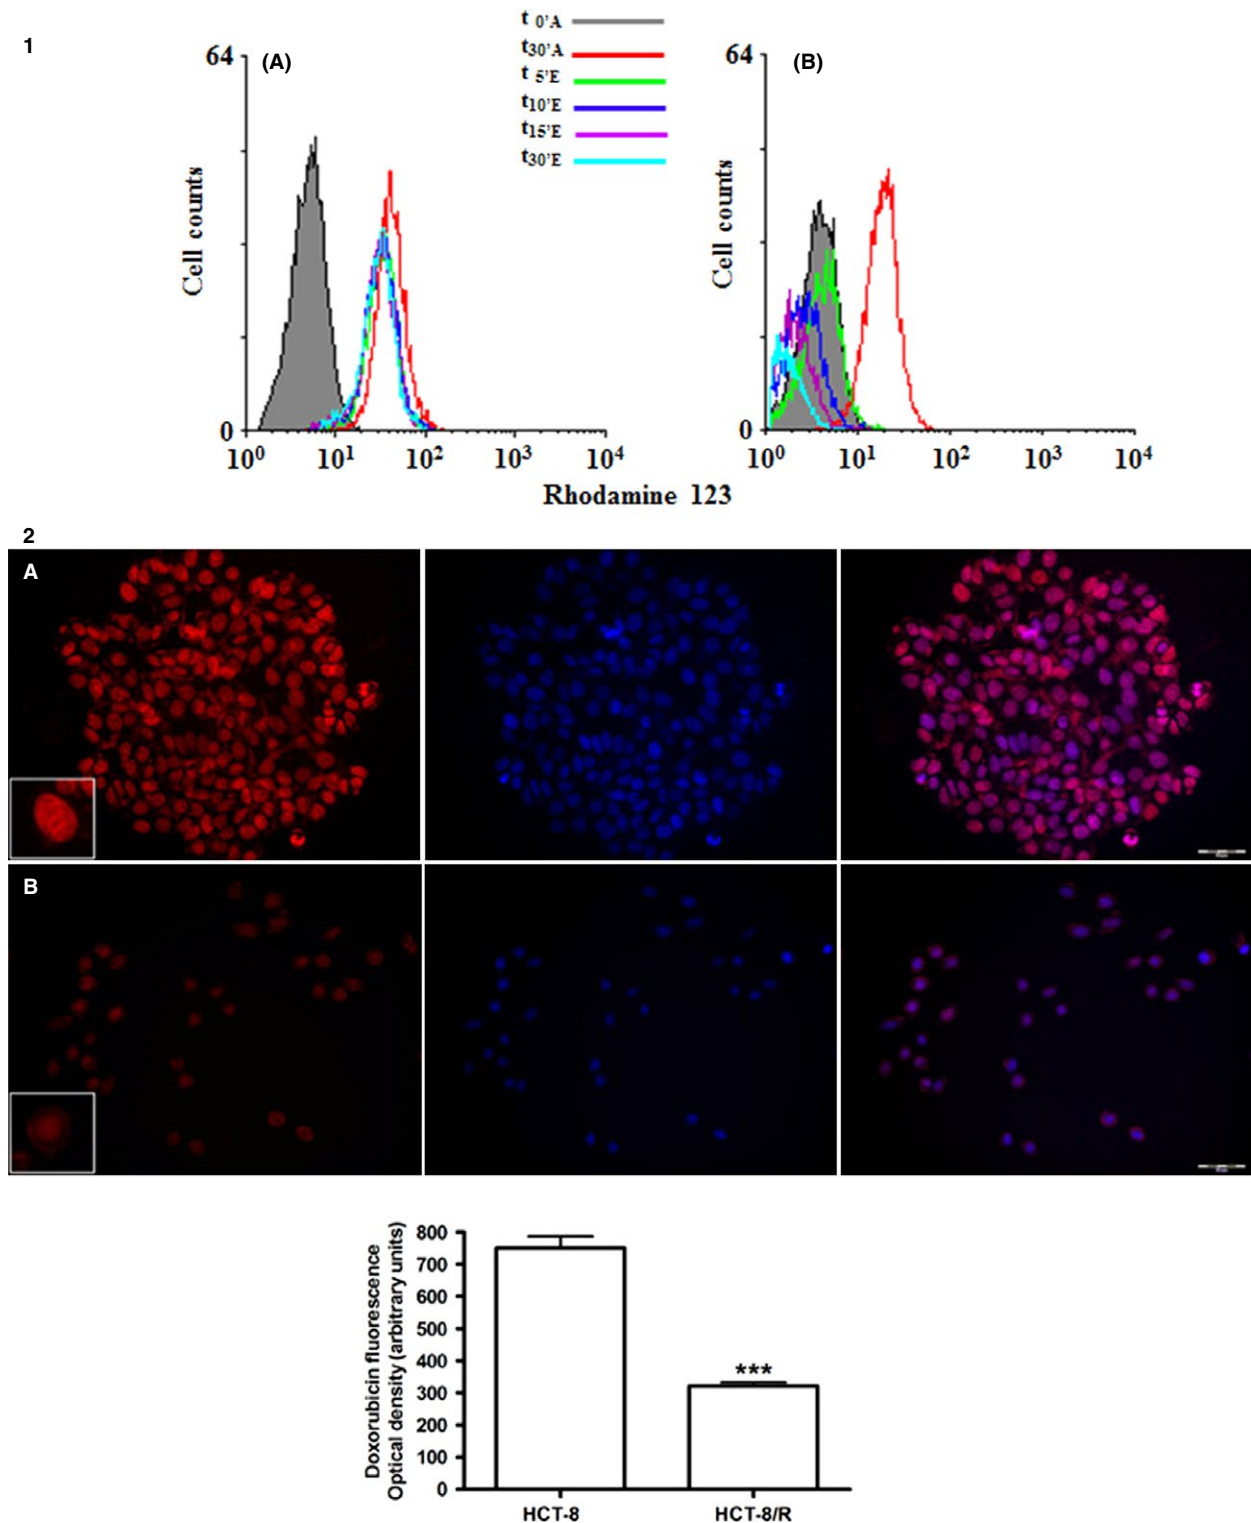 1
t 0'A
t30'A
t 5'E
t10'E
t15'E
t30'E
(A)
64
Cell counts
0
10⁰ 10¹ 10² 10³ 10⁴
(B)
64
Cell counts
0
10⁰ 10¹ 10² 10³ 10⁴
Rhodamine 123
2
A
B
Doxorubicin fluorescence
Optical density (arbitrary units)
800
700
600
500
400
300
200
100
0
***
HCT-8 HCT-8/R